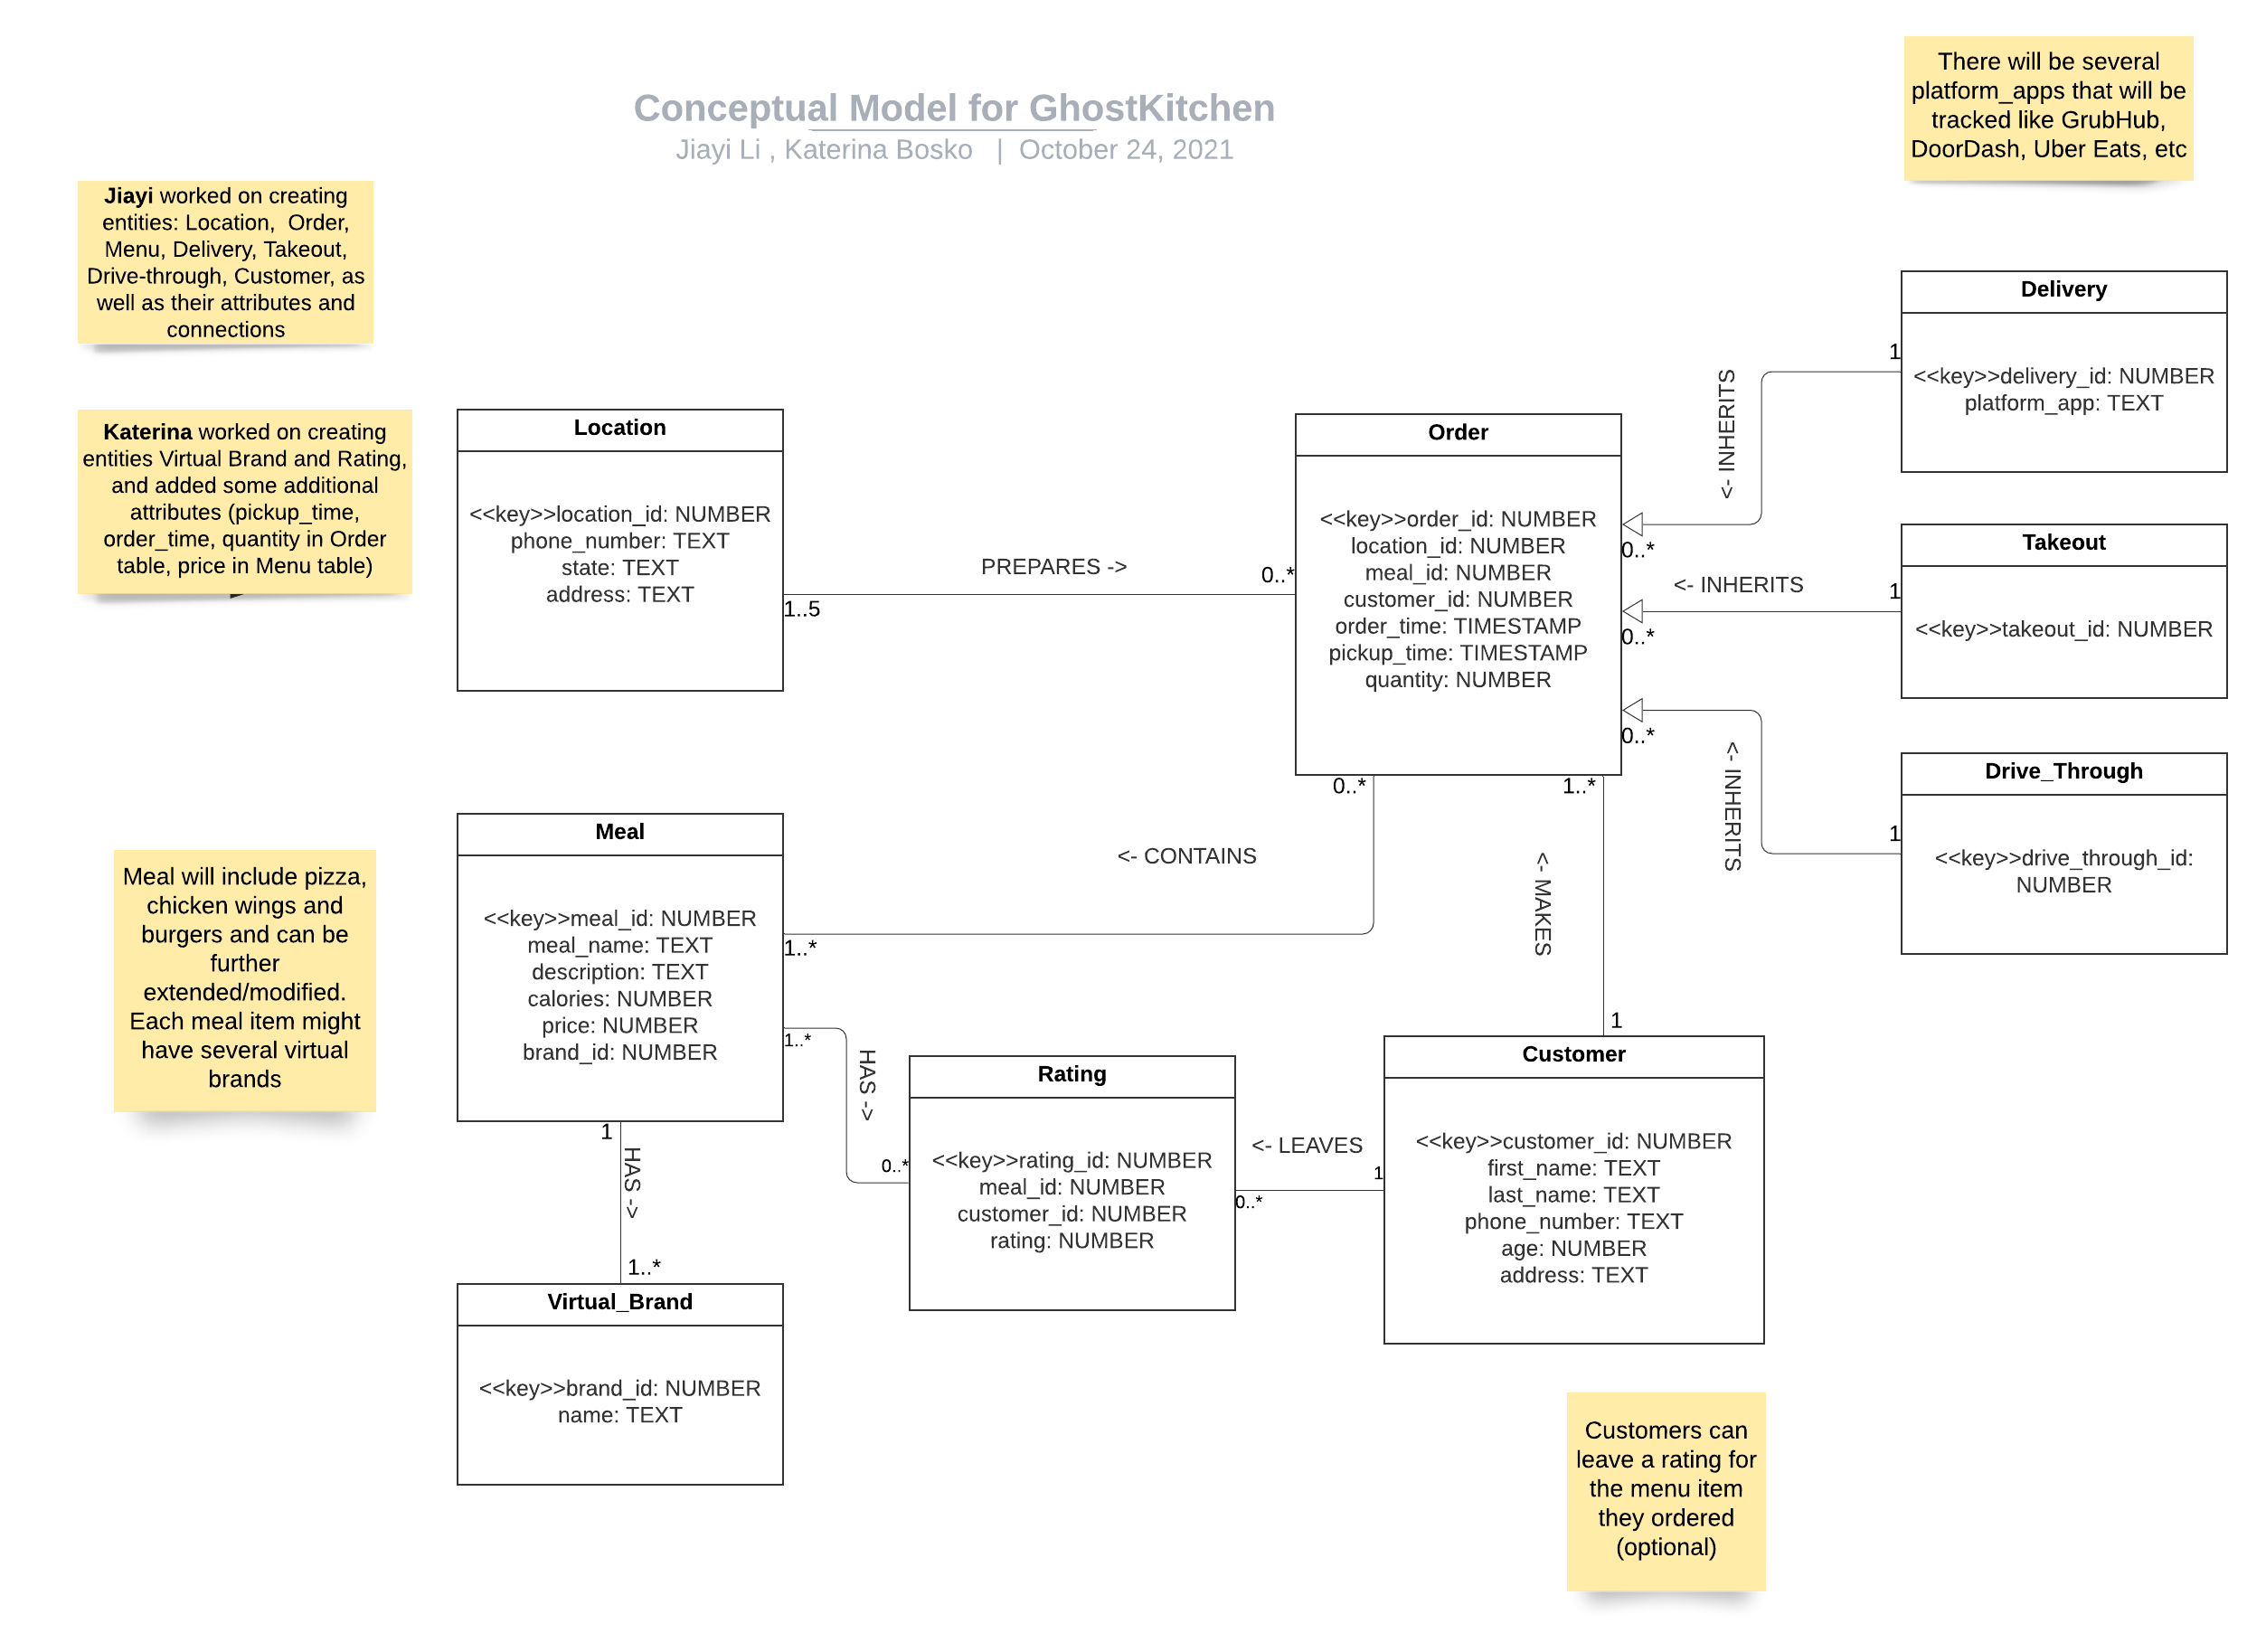 Conceptual Model for GhostKitchen
Jiayi Li , Katerina Bosko | October 24, 2021
There will be several
platform_apps that will be
tracked like GrubHub,
DoorDash, Uber Eats, etc
Jiayi worked on creating
entities: Location, Order,
Menu, Delivery, Takeout,
Drive-through, Customer, as
well as their attributes and
connections
Katerina worked on creating
entities Virtual Brand and Rating,
and added some additional
attributes (pickup_time,
order_time, quantity in Order
table, price in Menu table)
Location
<<key>>location_id: NUMBER
phone_number: TEXT
state: TEXT
address: TEXT
1..5
PREPARES ->
0..*
Order
<<key>>order_id: NUMBER
location_id: NUMBER
meal_id: NUMBER
customer_id: NUMBER
order_time: TIMESTAMP
pickup_time: TIMESTAMP
quantity: NUMBER
Delivery
<<key>>delivery_id: NUMBER
platform_app: TEXT
1
<- INHERITS
0..*
Takeout
<<key>>takeout_id: NUMBER
1
<- INHERITS
0..*
Drive_Through
<<key>>drive_through_id:
NUMBER
1
<- INHERITS
0..*
0..*
<- CONTAINS
1..*
1..*
<- MAKES
1
Meal will include pizza,
chicken wings and
burgers and can be
further
extended/modified.
Each meal item might
have several virtual
brands
Meal
<<key>>meal_id: NUMBER
meal_name: TEXT
description: TEXT
calories: NUMBER
price: NUMBER
brand_id: NUMBER
1..*
HAS ->
0..*
Rating
<<key>>rating_id: NUMBER
meal_id: NUMBER
customer_id: NUMBER
rating: NUMBER
<- LEAVES
0..*
1
Customer
<<key>>customer_id: NUMBER
first_name: TEXT
last_name: TEXT
phone_number: TEXT
age: NUMBER
address: TEXT
1
HAS ->
1..*
Virtual_Brand
<<key>>brand_id: NUMBER
name: TEXT
Customers can
leave a rating for
the menu item
they ordered
(optional)